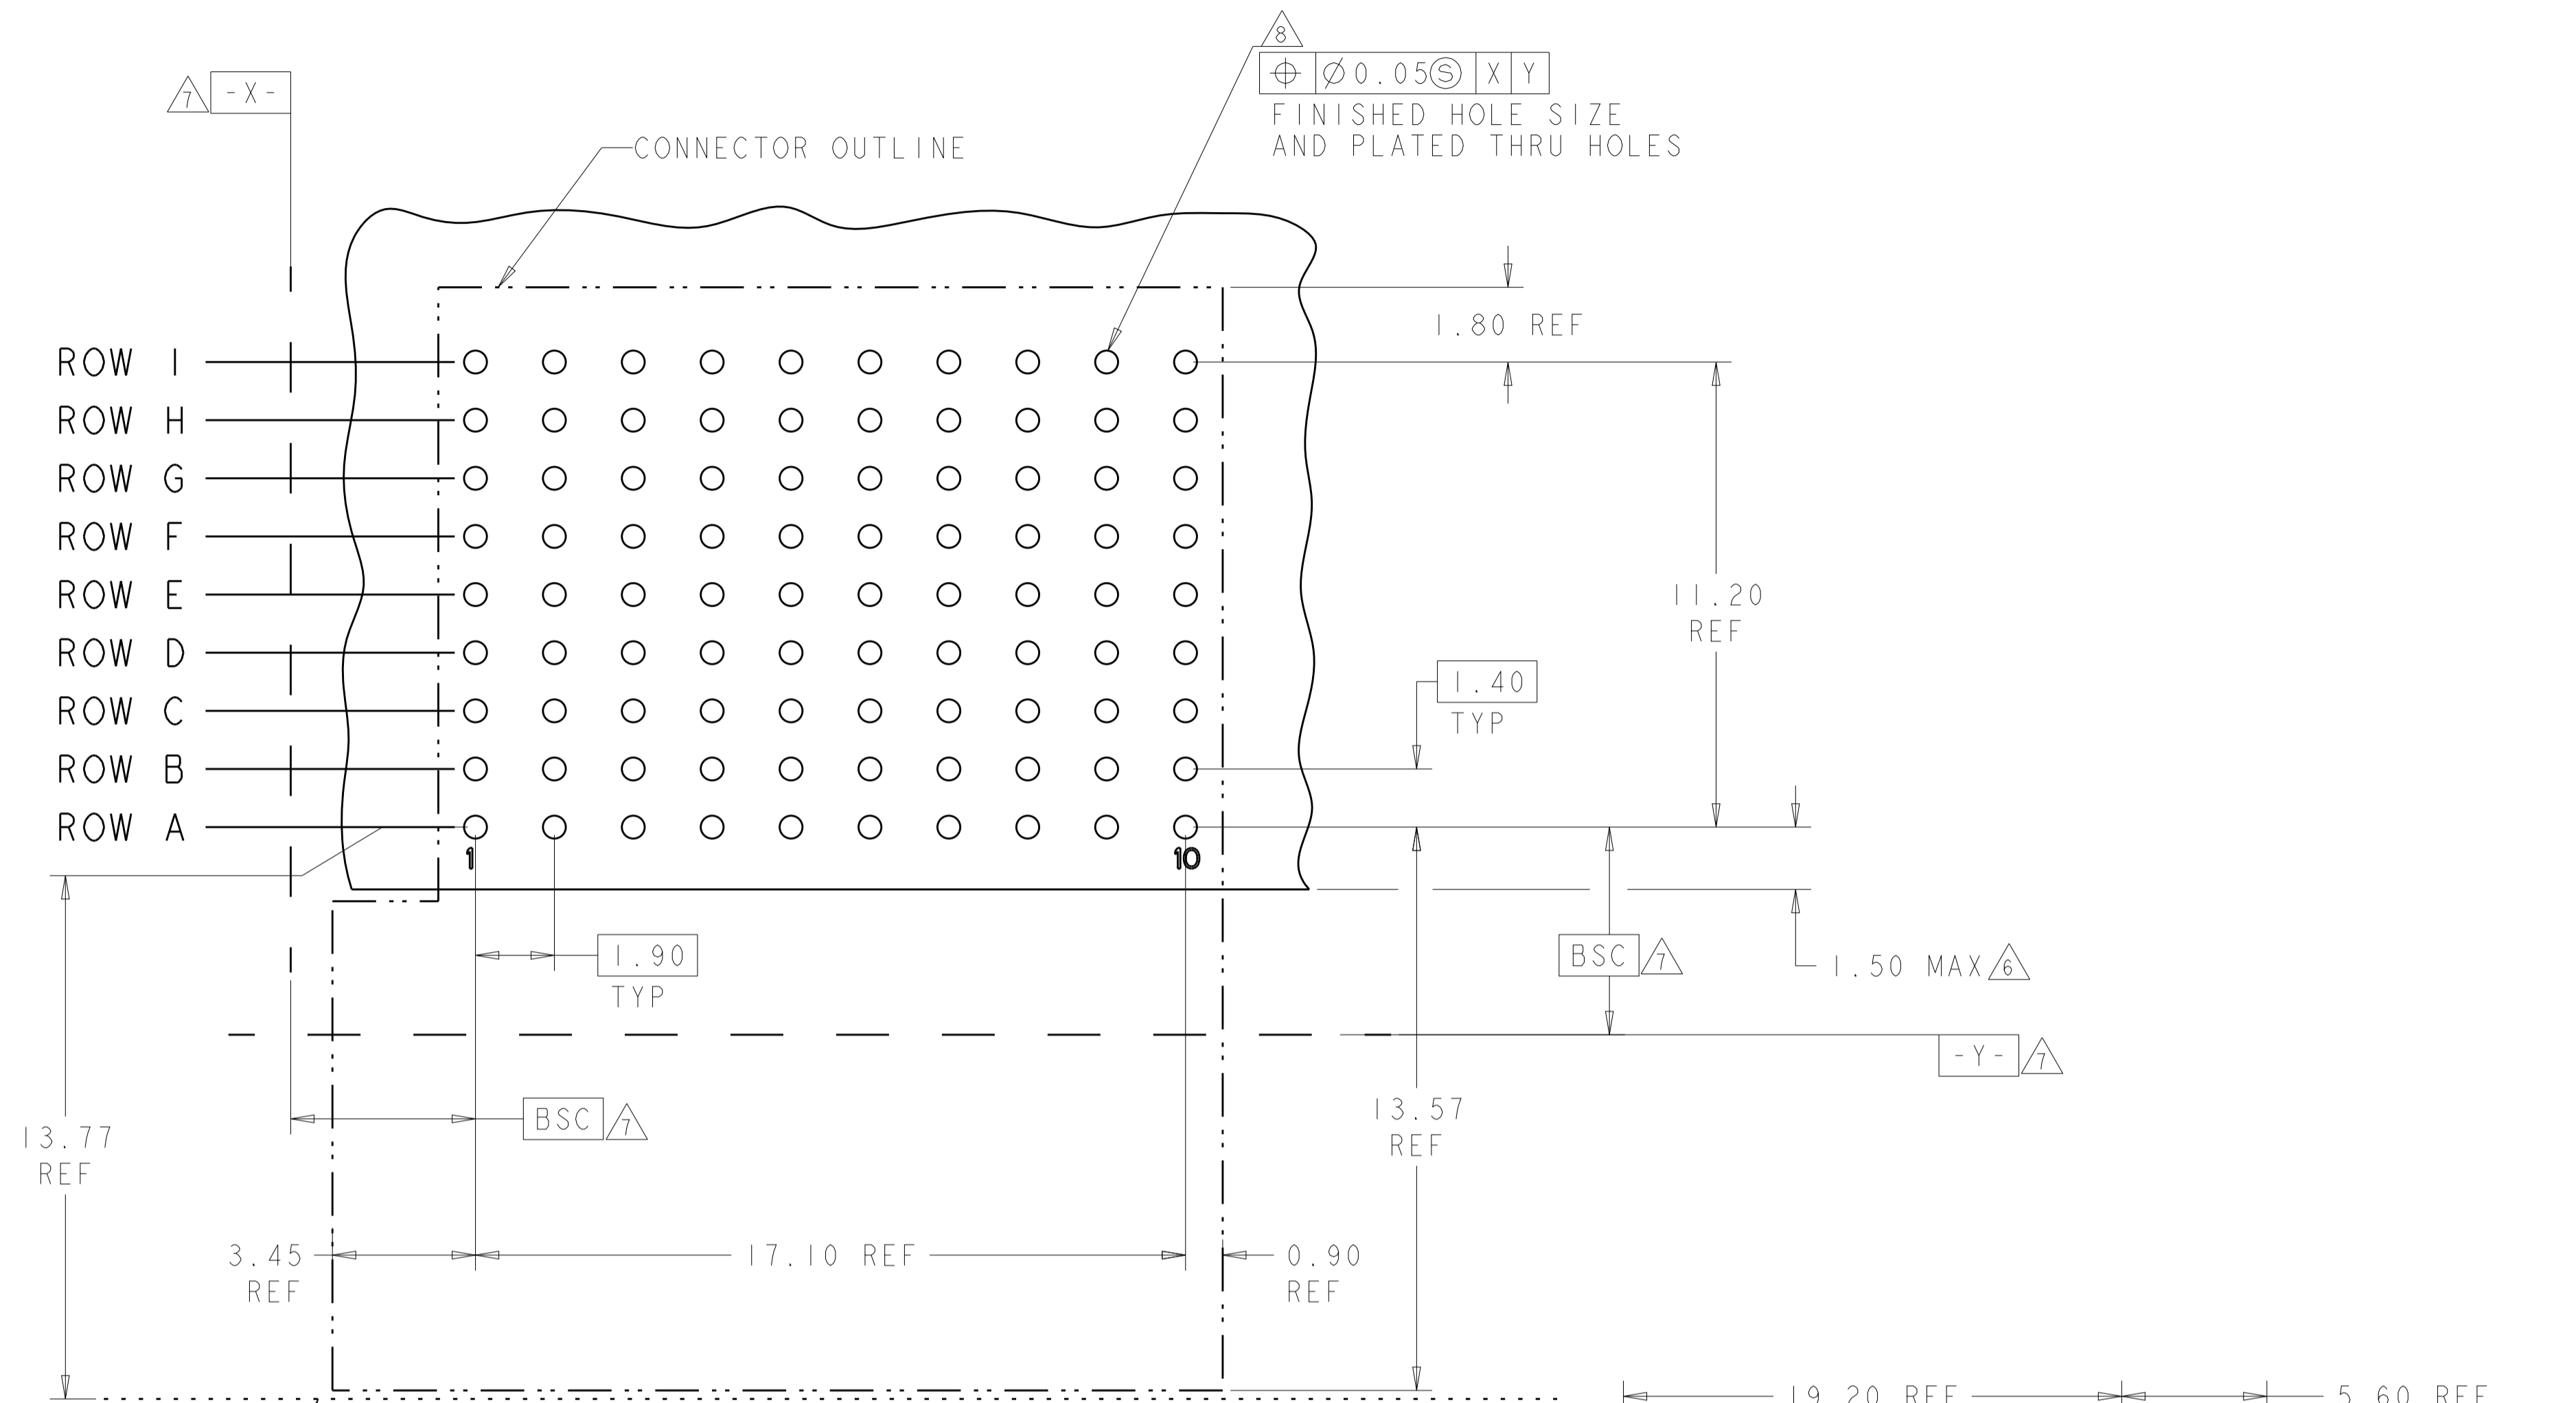 8
⌖ Ø0.05Ⓢ X Y
7 -X-
FINISHED HOLE SIZE
AND PLATED THRU HOLES
CONNECTOR OUTLINE
1.80 REF
ROW I
ROW H
ROW G
ROW F
ROW E
11.20
REF
ROW D
1.40
TYP
ROW C
ROW B
ROW A
1
10
1.90
TYP
BSC 7
1.50 MAX 6
-Y- 7
BSC 7
13.77
REF
13.57
REF
3.45
REF
17.10 REF
0.90
REF
19.20 REF
5.60 REF